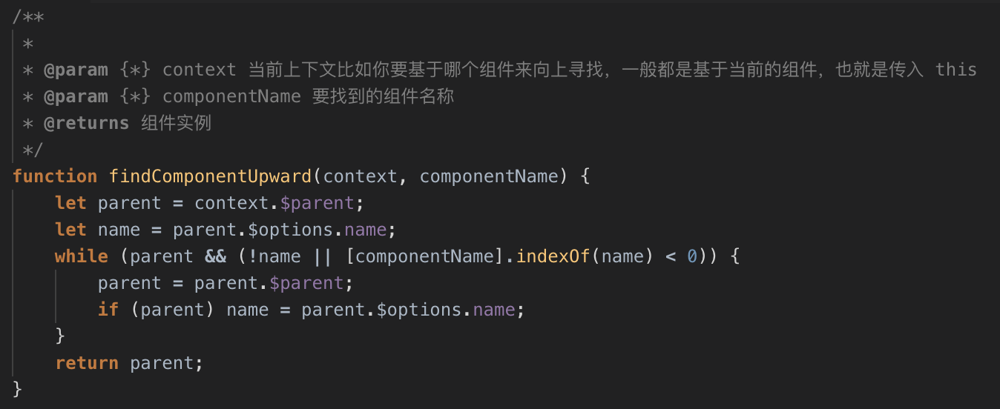 /**
 *
 * @param {*} context 当前上下文比如你要基于哪个组件来向上寻找，一般都是基于当前的组件，也就是传入 this
 * @param {*} componentName 要找到的组件名称
 * @returns 组件实例
 */
function findComponentUpward(context, componentName) {
    let parent = context.$parent;
    let name = parent.$options.name;
    while (parent && (!name || [componentName].indexOf(name) < 0)) {
        parent = parent.$parent;
        if (parent) name = parent.$options.name;
    }
    return parent;
}